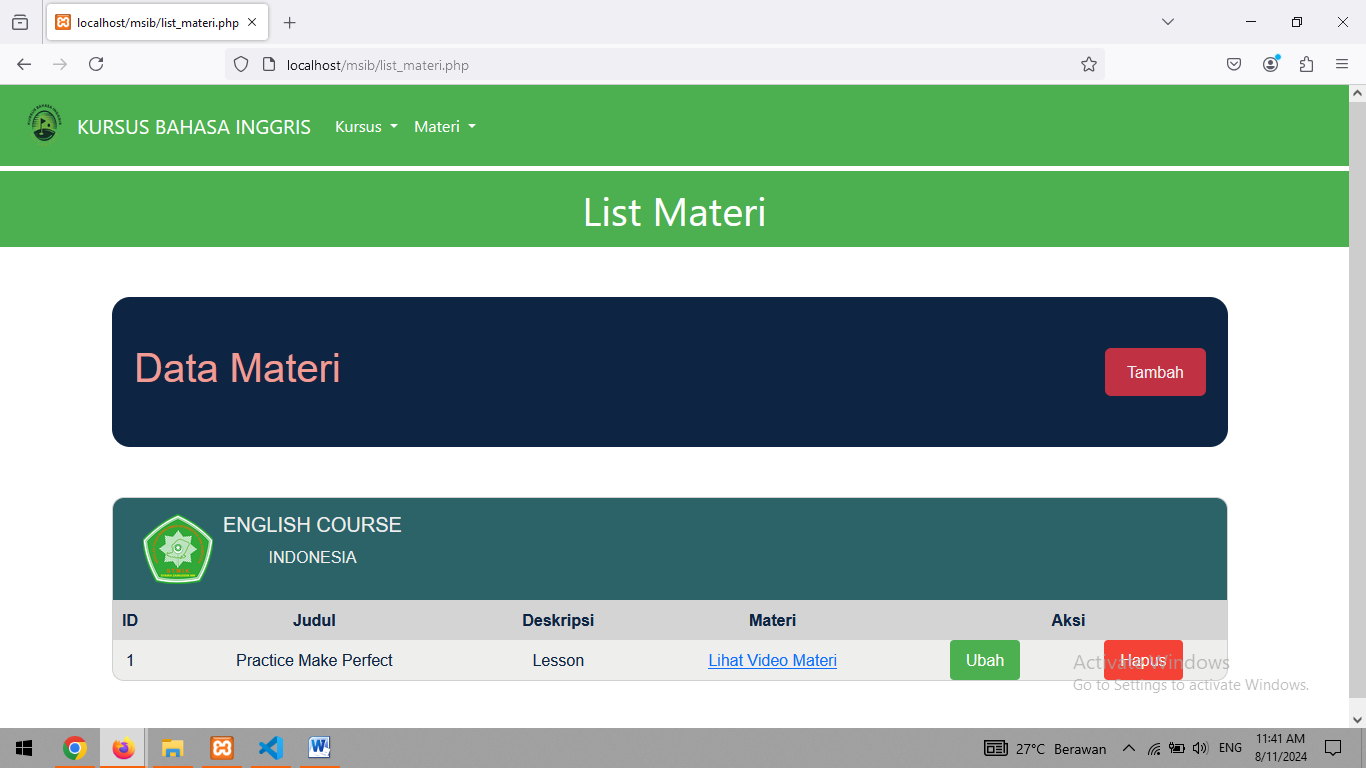 localhost/msib/list_materi.php
localhost/msib/list_materi.php
KURSUS BAHASA INGGRIS Kursus Materi
List Materi
Data Materi
Tambah
ENGLISH COURSE
INDONESIA
ID Judul Deskripsi Materi Aksi
1 Practice Make Perfect Lesson Lihat Video Materi Ubah Hapus
Activate Windows
Go to Settings to activate Windows.
27°C Berawan ENG
11:41 AM
8/11/2024